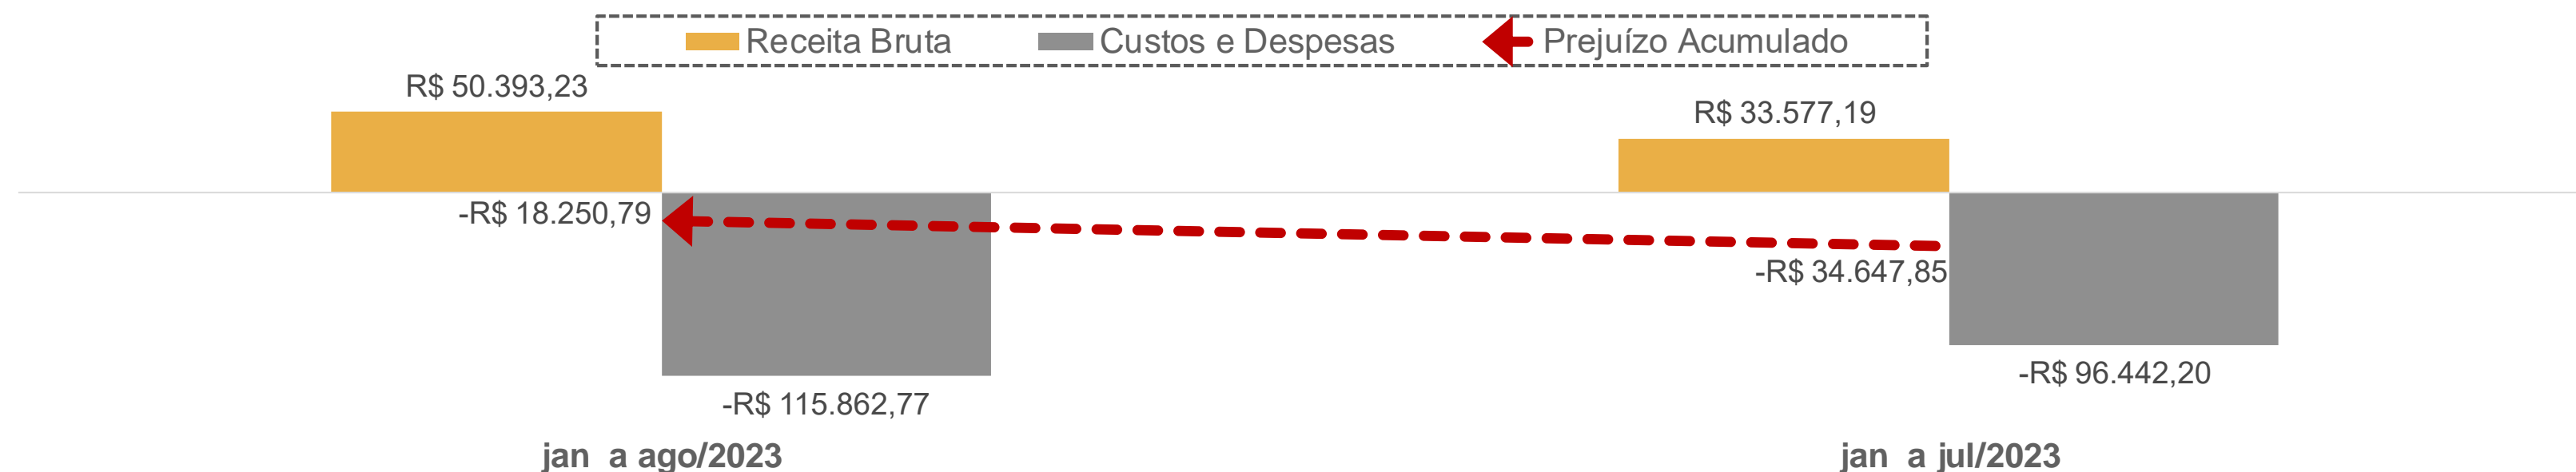 Receita Bruta Custos e Despesas Prejuízo Acumulado
R$ 50.393,23
R$ 33.577,19
-R$ 18.250,79
-R$ 34.647,85
-R$ 115.862,77
-R$ 96.442,20
jan a ago/2023
jan a jul/2023